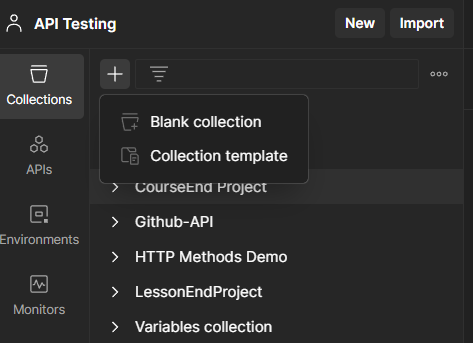 API Testing
New
Import
Collections
Blank collection
Collection template
APIs
CourseEnd Project
Github-API
Environments
HTTP Methods Demo
LessonEndProject
Monitors
Variables collection